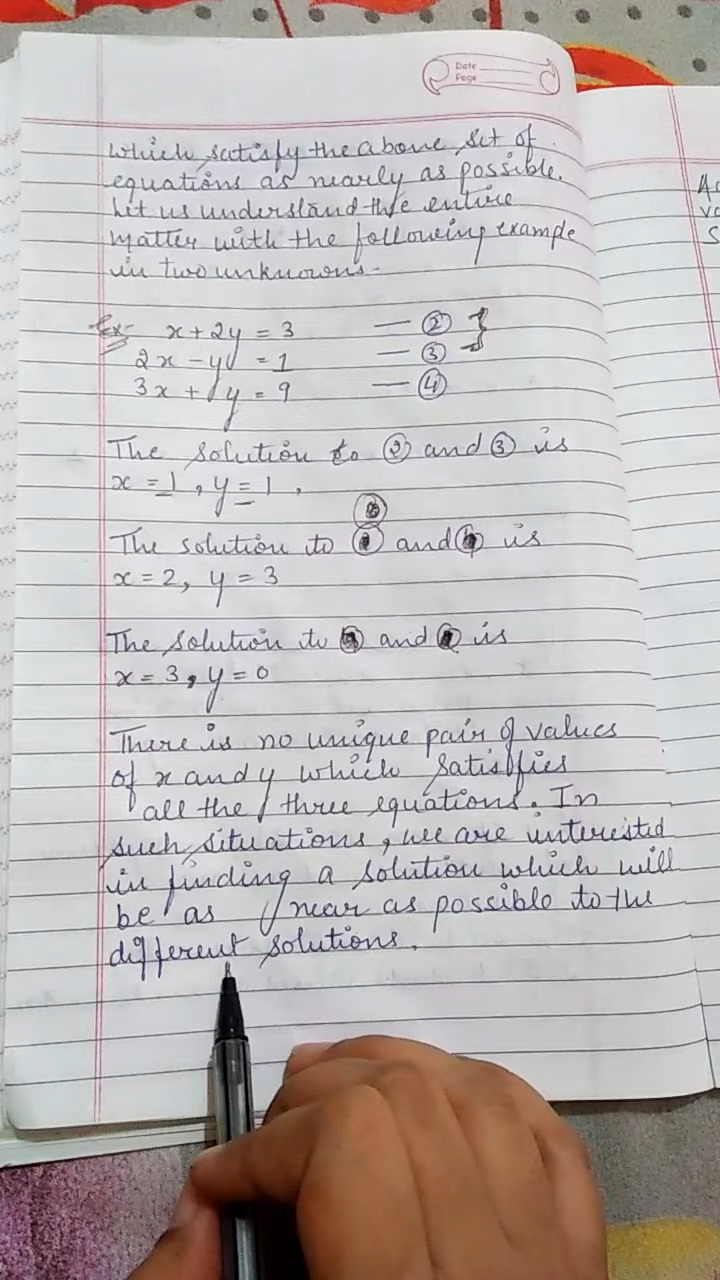 Date
Page
which satisfy the above set of
equations as nearly as possible.
Let us understand the entire
matter with the following example
in two unknowns-
Ex:- x + 2y = 3 — ②
2x - y = 1 — ③
3x + y = 9 — ④
The solution to ② and ③ is
x = 1, y = 1,
The solution to and is
x = 2, y = 3
The solution to and is
x = 3, y = 0
There is no unique pair of values
of x and y which satisfies
all the three equations. In
such situations, we are interested
in finding a solution which will
be as near as possible to the
different solutions.